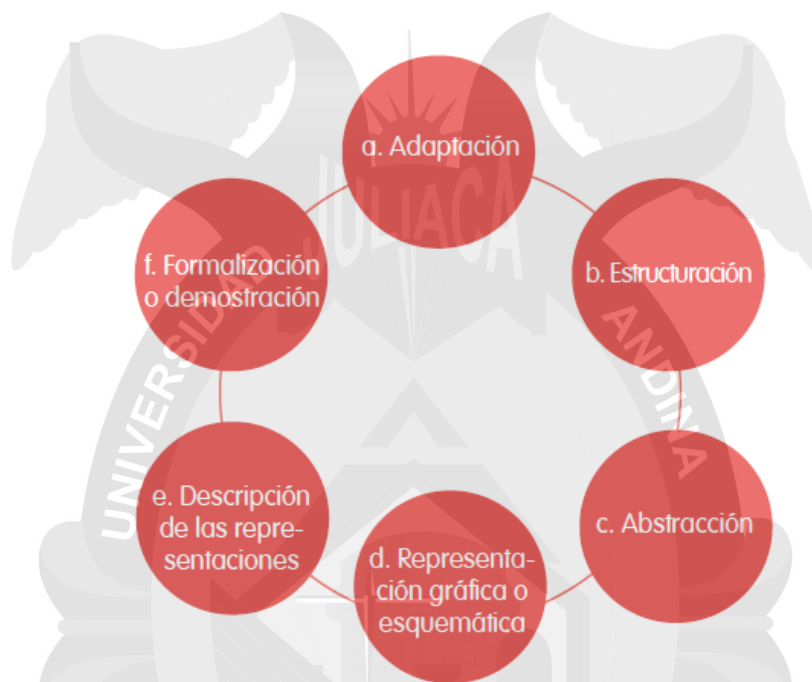 a. Adaptación
b. Estructuración
c. Abstracción
d. Representa-
ción gráfica o
esquemática
e. Descripción
de las repre-
sentaciones
f. Formalización
o demostración
UNIVERSIDAD
ANDINA
JULIACA